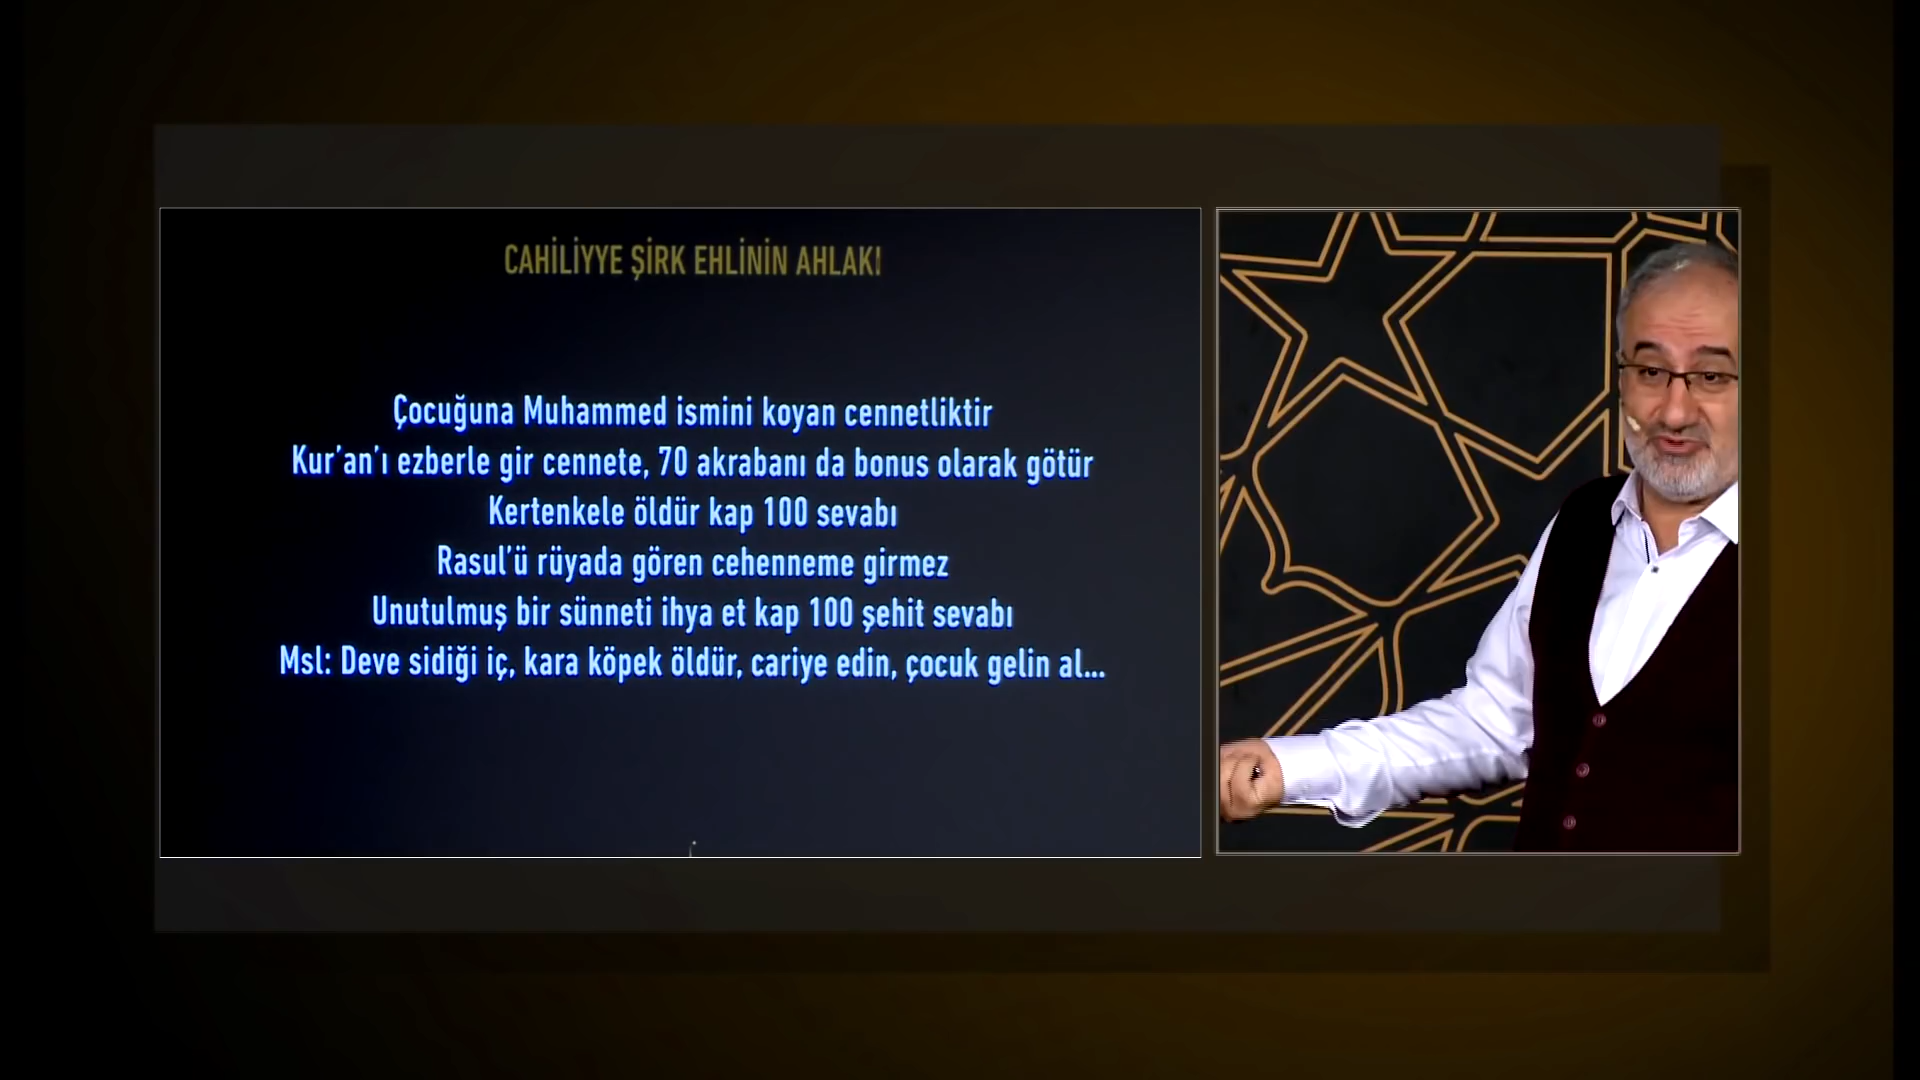 CAHİLİYYE ŞİRK EHLİNİN AHLAKI
Çocuğuna Muhammed ismini koyan cennetliktir
Kur'an'ı ezberle gir cennete, 70 akrabanı da bonus olarak götür
Kertenkele öldür kap 100 sevabı
Rasul'ü rüyada gören cehenneme girmez
Unutulmuş bir sünneti ihya et kap 100 şehit sevabı
Msl: Deve sidiği iç, kara köpek öldür, cariye edin, çocuk gelin al...